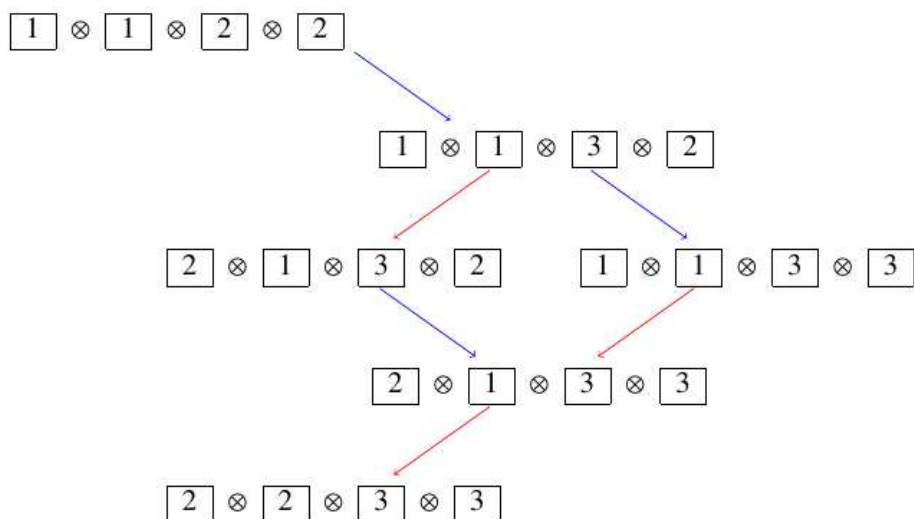 1 ⊗ 1 ⊗ 2 ⊗ 2
1 ⊗ 1 ⊗ 3 ⊗ 2
2 ⊗ 1 ⊗ 3 ⊗ 2 1 ⊗ 1 ⊗ 3 ⊗ 3
2 ⊗ 1 ⊗ 3 ⊗ 3
2 ⊗ 2 ⊗ 3 ⊗ 3